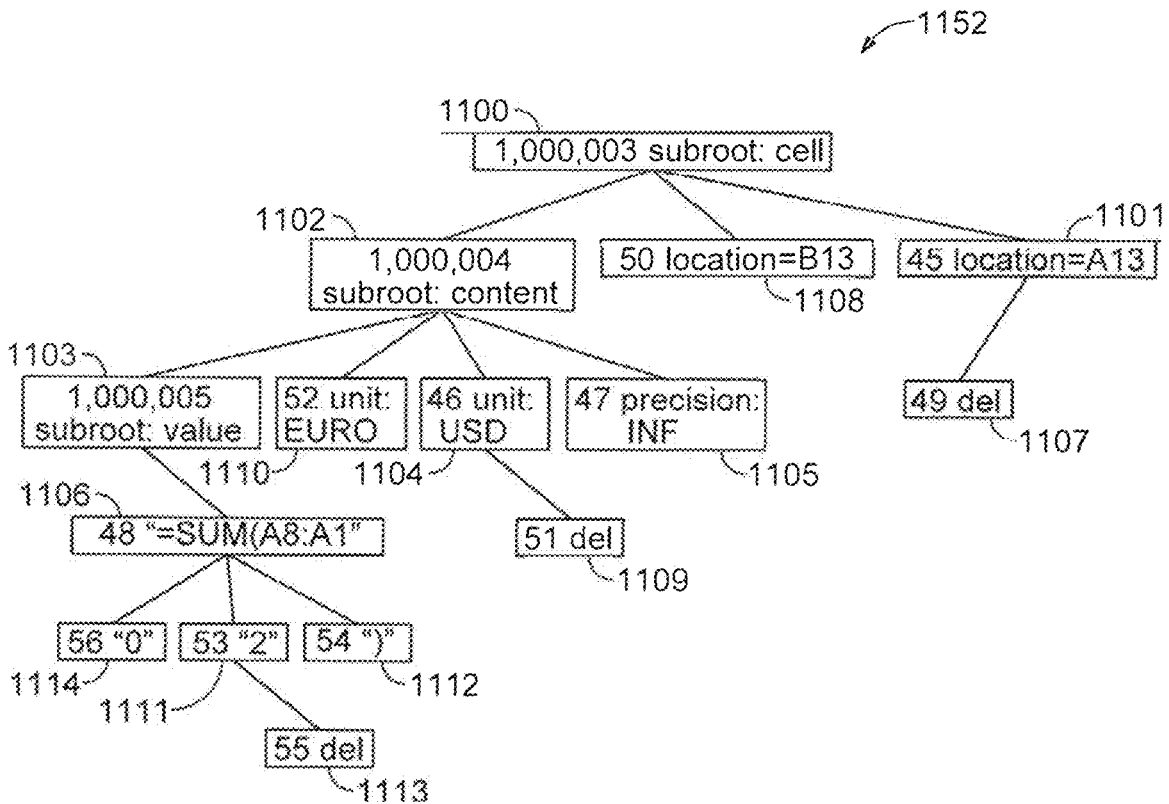 1152
1100
1,000,003 subroot: cell
1102
1101
1,000,004
subroot: content
50 location=B13
45 location=A13
1108
1103
1,000,005
subroot: value
52 unit:
EURO
46 unit:
USD
47 precision:
INF
49 del
1107
1110
1104
1105
1106
48 "=SUM(A8:A1"
51 del
1109
56 "0"
53 "2"
54 ")"
1114
1111
1112
55 del
1113